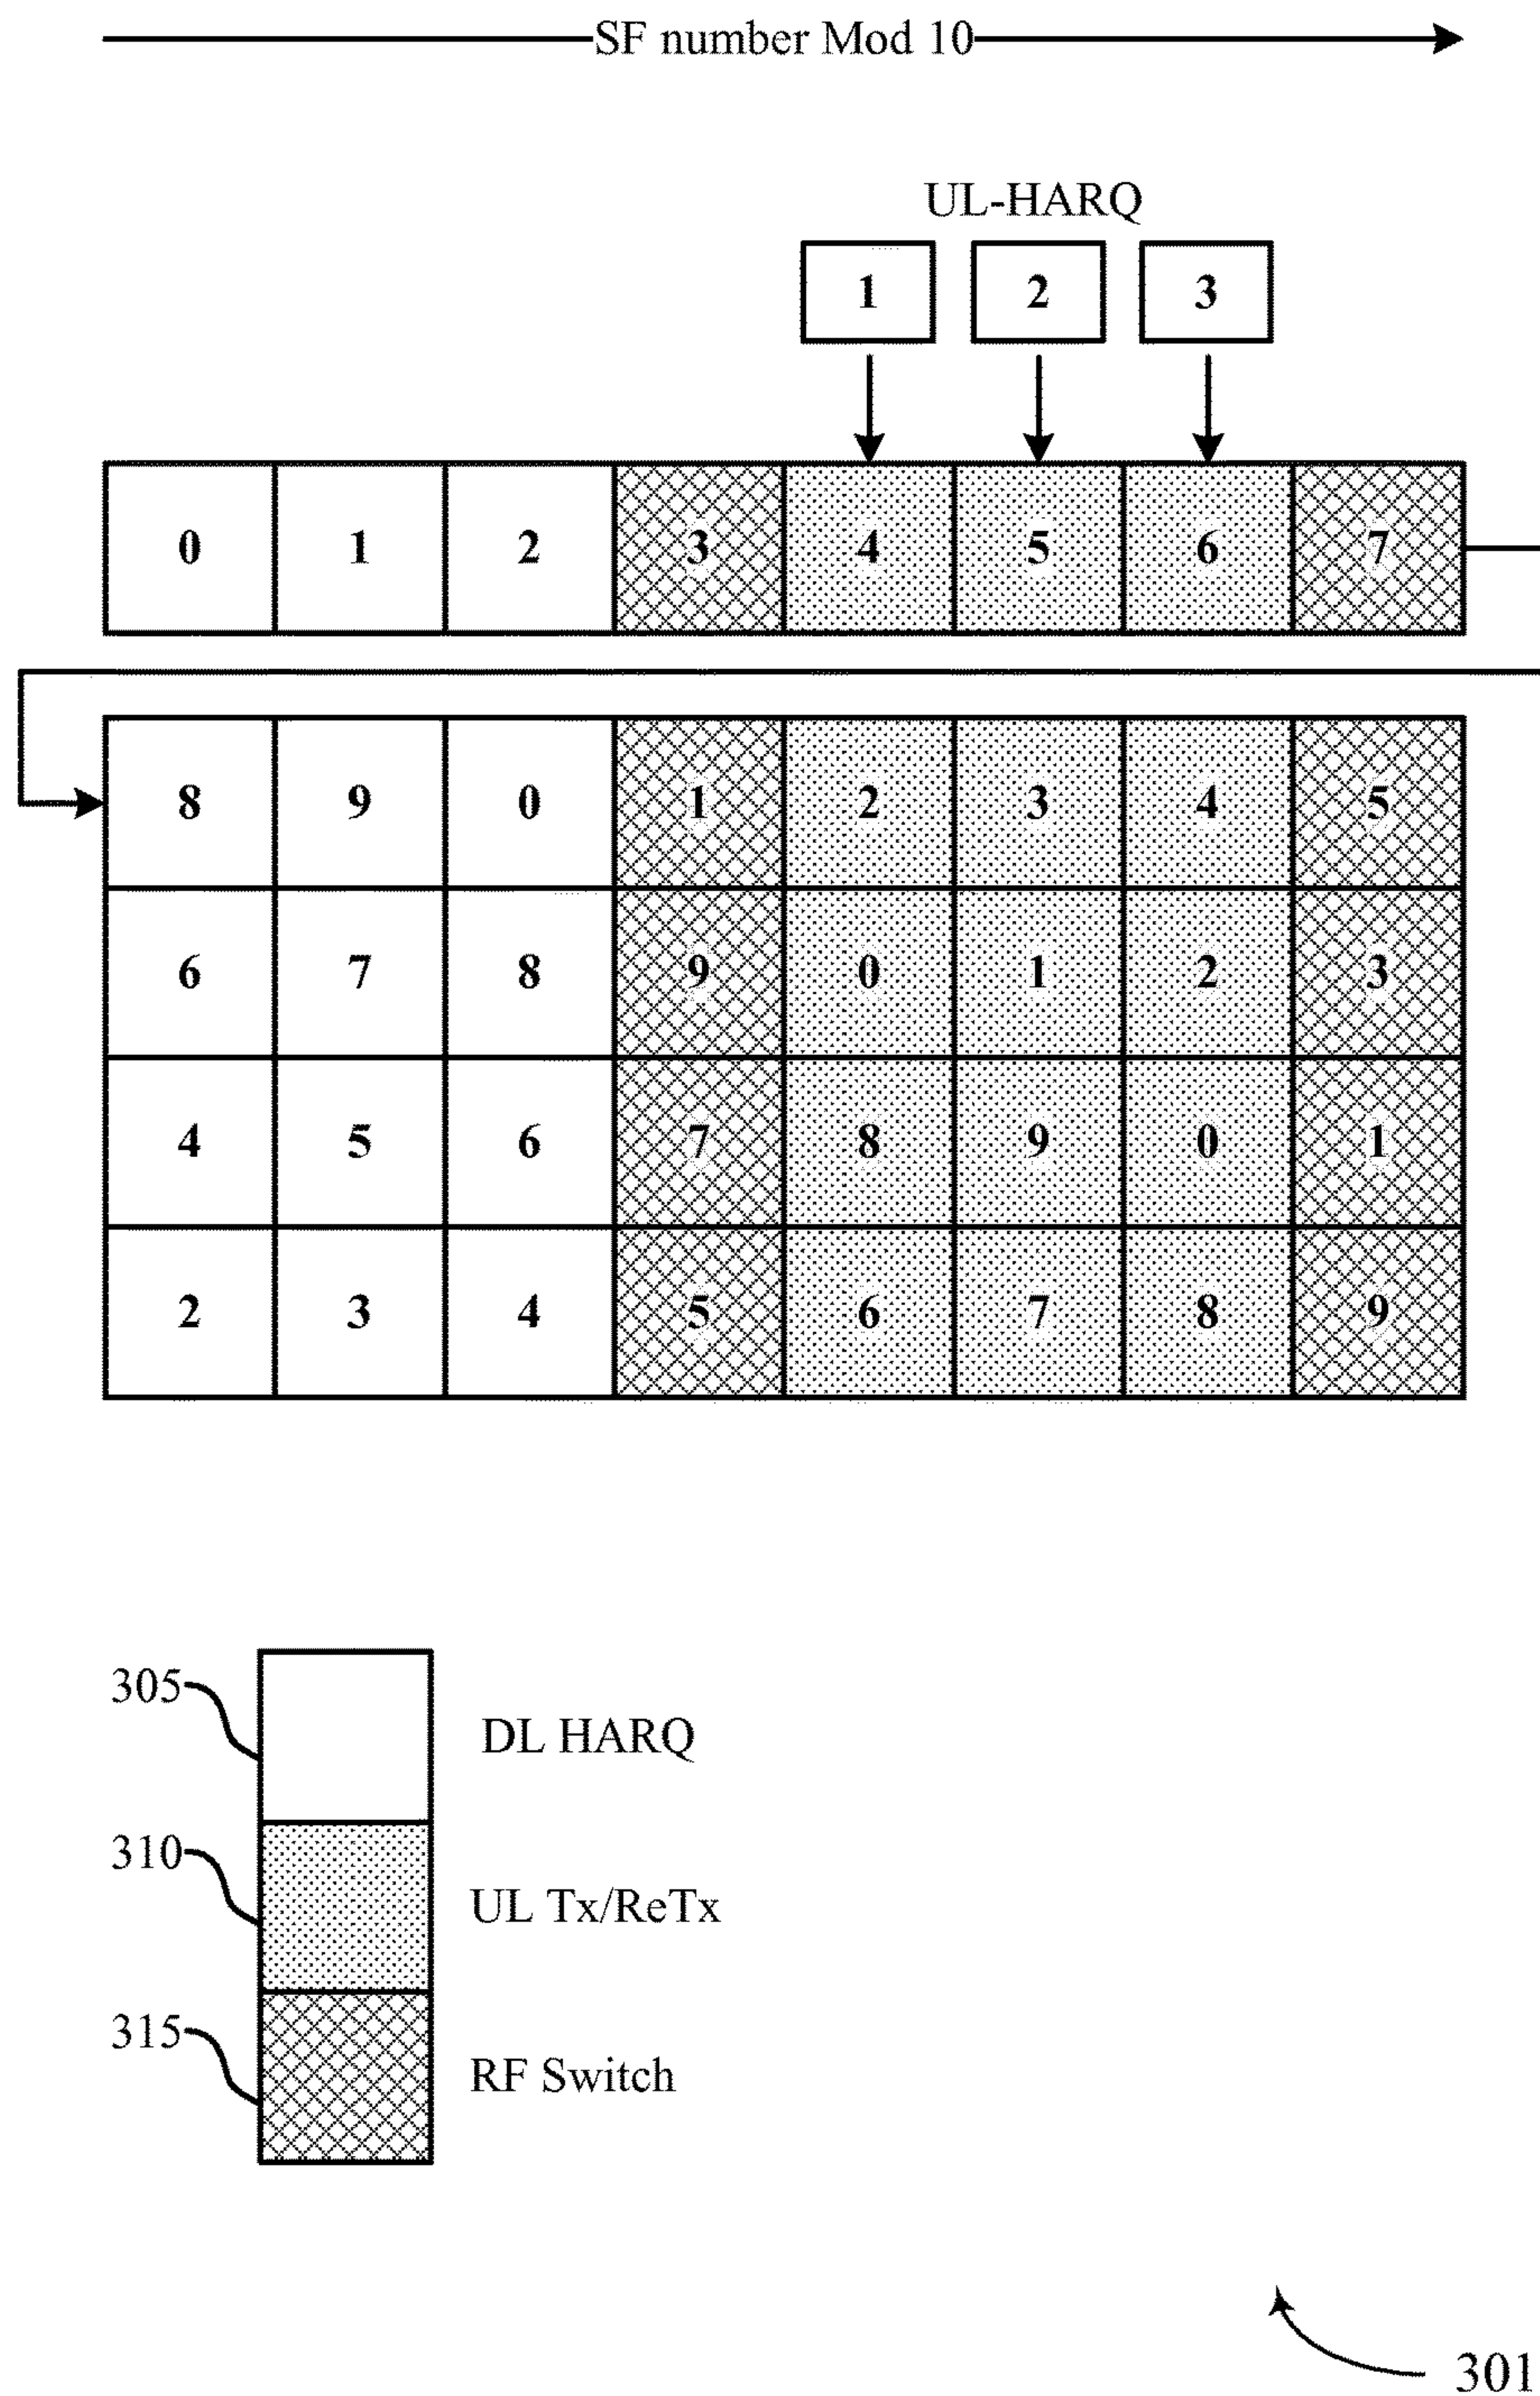 SF number Mod 10
UL-HARQ
1 2 3
0 1 2 3 4 5 6 7
8 9 0 1 2 3 4 5
6 7 8 9 0 1 2 3
4 5 6 7 8 9 0 1
2 3 4 5 6 7 8 9
305 DL HARQ
310 UL Tx/ReTx
315 RF Switch
301